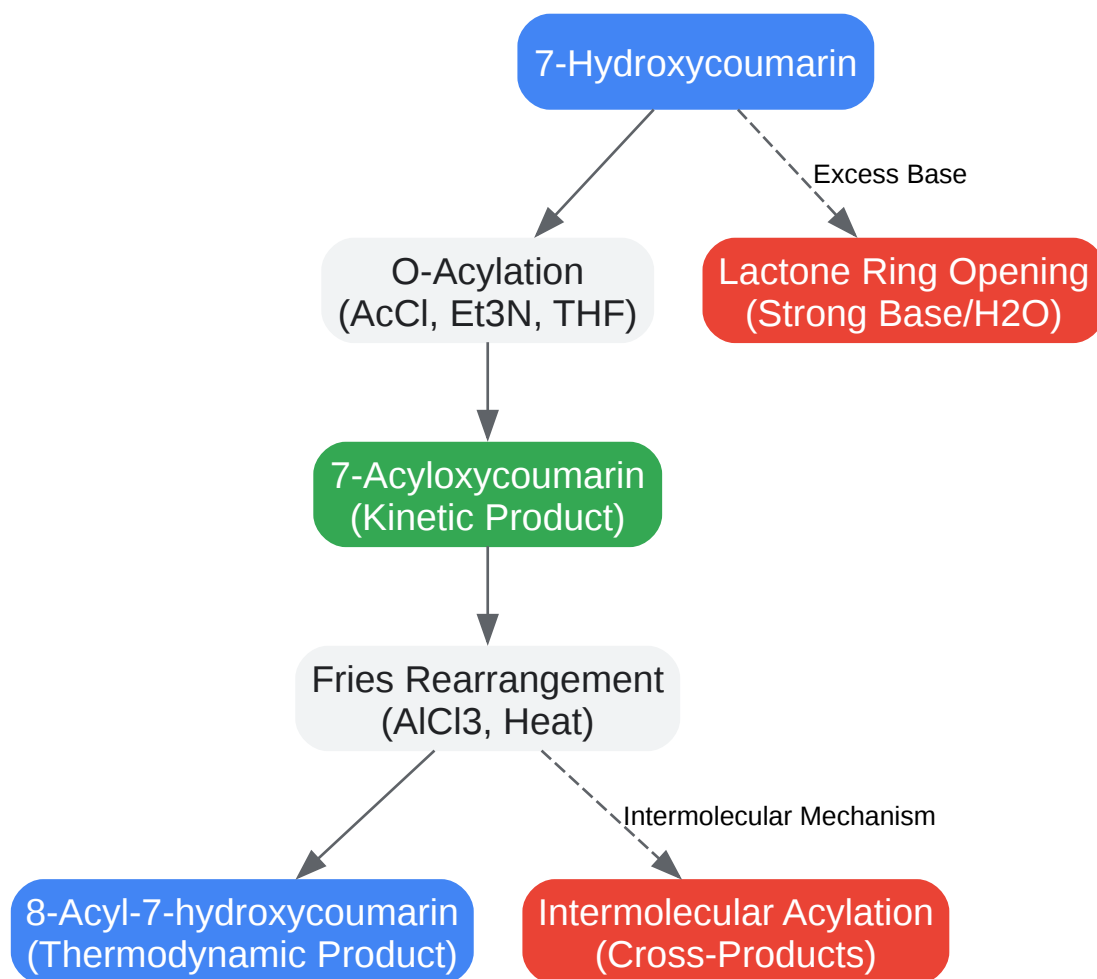 7-Hydroxycoumarin
Excess Base
O-Acylation
(AcCl, Et3N, THF)
Lactone Ring Opening
(Strong Base/H2O)
7-Acyloxycoumarin
(Kinetic Product)
Fries Rearrangement
(AlCl3, Heat)
Intermolecular Mechanism
8-Acyl-7-hydroxycoumarin
(Thermodynamic Product)
Intermolecular Acylation
(Cross-Products)